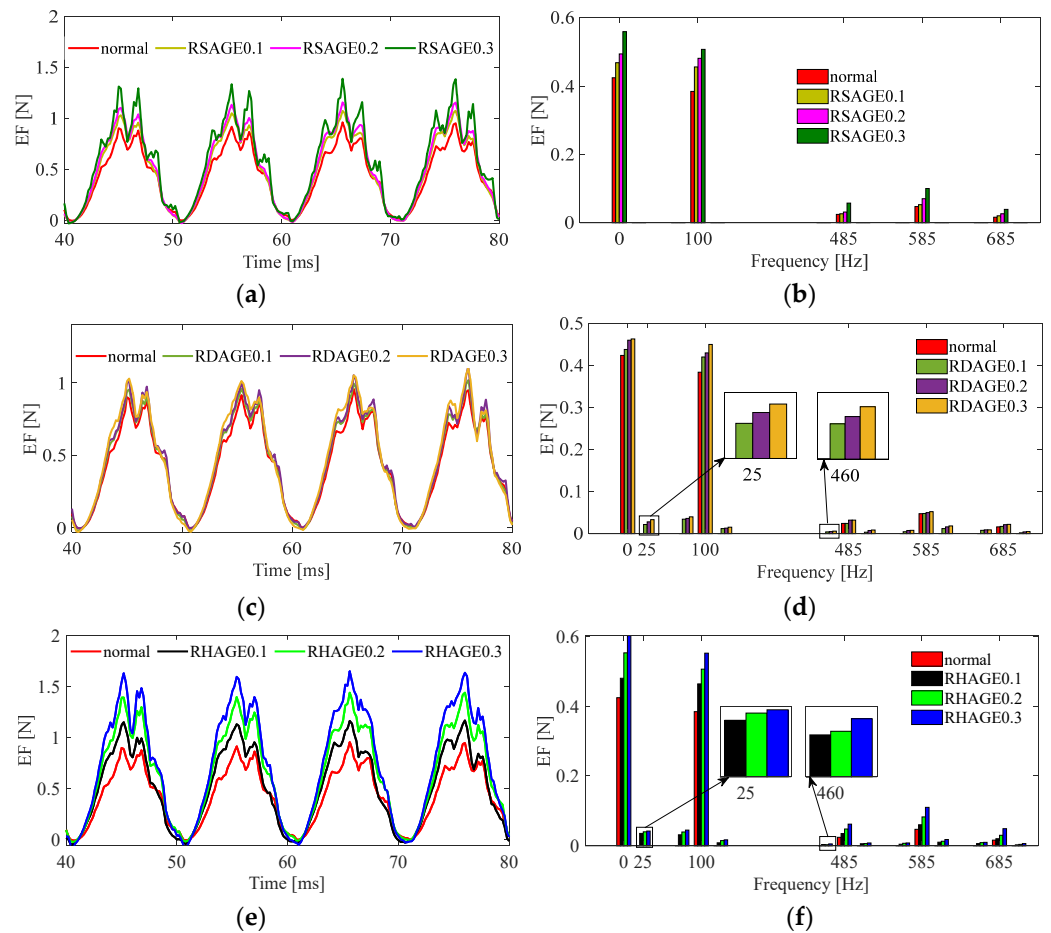 2
1.5
1
0.5
0
EF [N]
normal RSAGE0.1 RSAGE0.2 RSAGE0.3
40 50 60 70 80
Time [ms]
(a)
0.6
0.4
0.2
0
EF [N]
normal
RSAGE0.1
RSAGE0.2
RSAGE0.3
0 100 485 585 685
Frequency [Hz]
(b)
1
0.5
0
EF [N]
normal RDAGE0.1 RDAGE0.2 RDAGE0.3
40 50 60 70 80
Time [ms]
(c)
0.5
0.4
0.3
0.2
0.1
0
EF [N]
normal
RDAGE0.1
RDAGE0.2
RDAGE0.3
25 460
0 25 100 485 585 685
Frequency [Hz]
(d)
2
1.5
1
0.5
0
EF [N]
normal RHAGE0.1 RHAGE0.2 RHAGE0.3
40 50 60 70 80
Time [ms]
(e)
0.6
0.4
0.2
0
EF [N]
normal
RHAGE0.1
RHAGE0.2
RHAGE0.3
25 460
0 25 100 485 585 685
Frequency [Hz]
(f)